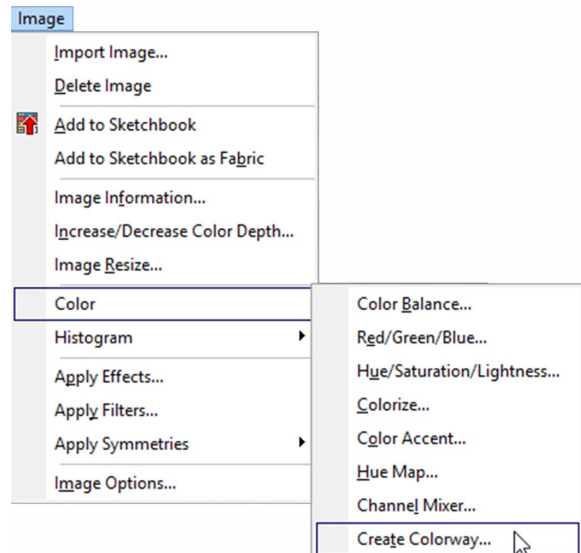 Image
Import Image...
Delete Image
Add to Sketchbook
Add to Sketchbook as Fabric
Image Information...
Increase/Decrease Color Depth...
Image Resize...
Color
Histogram
Apply Effects...
Apply Filters...
Apply Symmetries
Image Options...
Color Balance...
Red/Green/Blue...
Hue/Saturation/Lightness...
Colorize...
Color Accent...
Hue Map...
Channel Mixer...
Create Colorway...